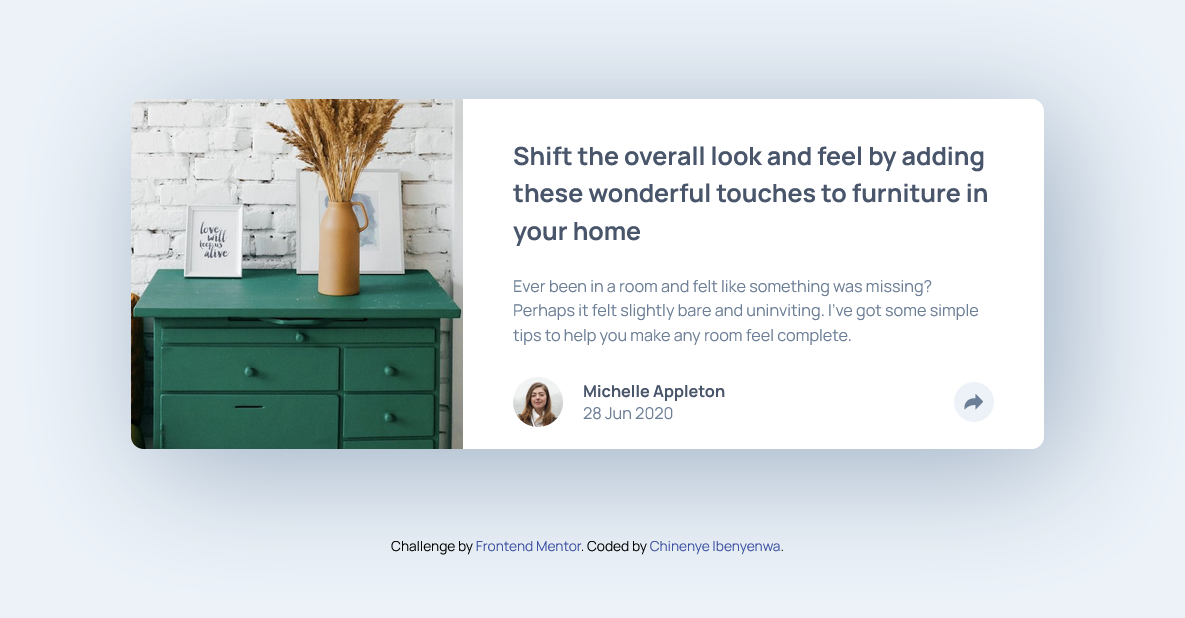 love
will
keep us
alive
Shift the overall look and feel by adding
these wonderful touches to furniture in
your home
Ever been in a room and felt like something was missing?
Perhaps it felt slightly bare and uninviting. I've got some simple
tips to help you make any room feel complete.
Michelle Appleton
28 Jun 2020
Challenge by Frontend Mentor. Coded by Chinenye Ibenyenwa.